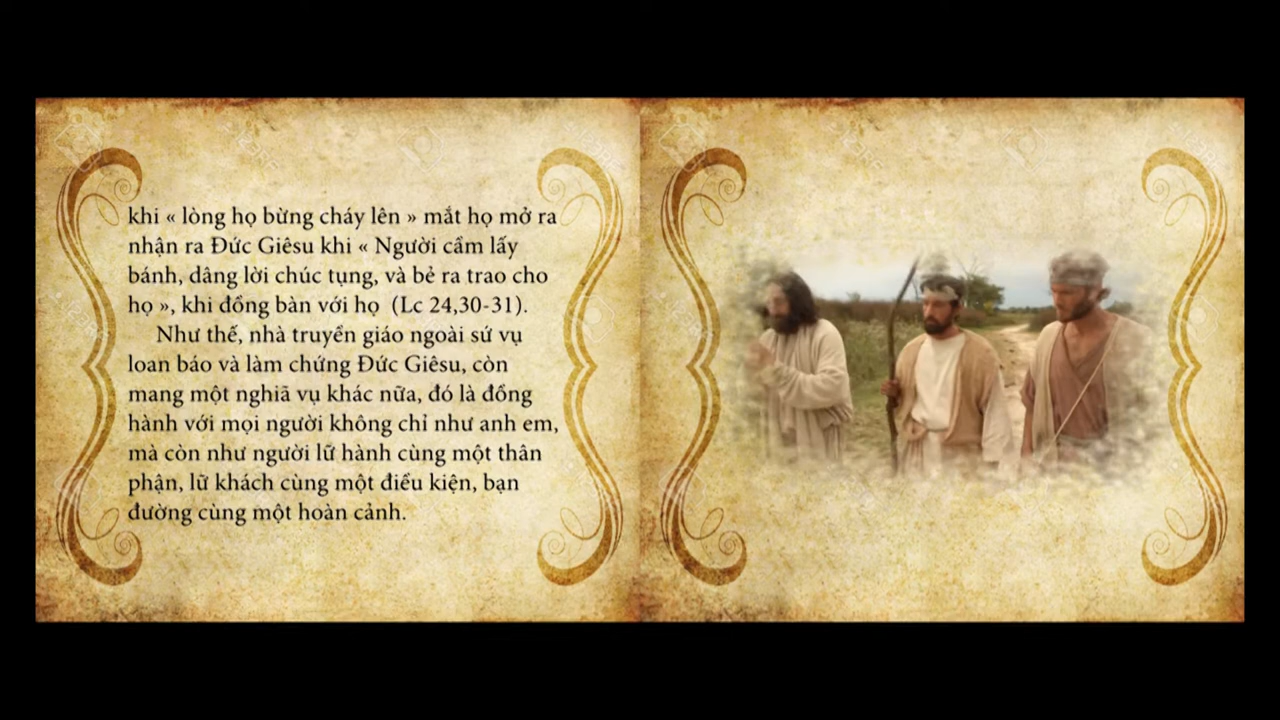 khi « lòng họ bừng cháy lên » mắt họ mở ra
nhận ra Đức Giêsu khi « Người cầm lấy
bánh, dâng lời chúc tụng, và bẻ ra trao cho
họ », khi đồng bàn với họ (Lc 24,30-31).
Như thế, nhà truyền giáo ngoài sứ vụ
loan báo và làm chứng Đức Giêsu, còn
mang một nghiã vụ khác nữa, đó là đồng
hành với mọi người không chỉ như anh em,
mà còn như người lữ hành cùng một thân
phận, lữ khách cùng một điều kiện, bạn
đường cùng một hoàn cảnh.